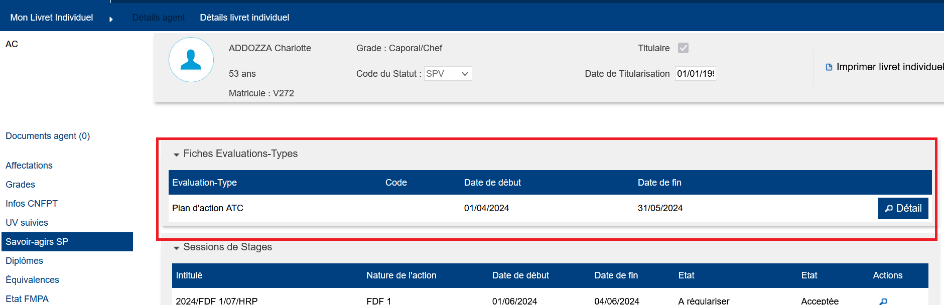 Mon Livret Individuel Détails agent Détails livret individuel
AC
ADDOZZA Charlotte Grade : Caporal/Chef Titulaire
53 ans Code du Statut : SPV Date de Titularisation 01/01/19
Imprimer livret individuel
Matricule : V272
Documents agent (0)
Affectations
Grades
Infos CNFPT
UV suivies
Savoir-agirs SP
Diplômes
Équivalences
Etat FMPA
Fiches Evaluations-Types
Evaluation-Type Code Date de début Date de fin
Plan d'action ATC 01/04/2024 31/05/2024 Détail
Sessions de Stages
Intitulé Nature de l'action Date de début Date de fin Etat Etat Actions
2024/FDF 1/07/HRP FDF 1 01/06/2024 04/06/2024 A régulariser Acceptée